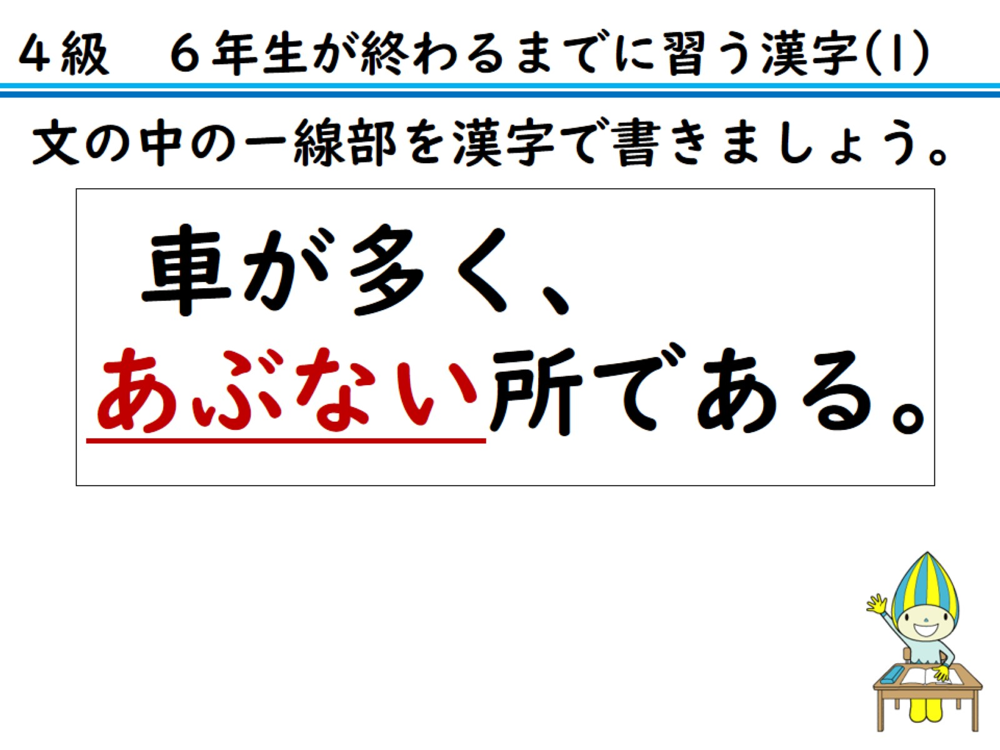 ４級　６年生が終わるまでに習う漢字(1)
文の中の―線部を漢字で書きましょう。
車が多く、
あぶない所である。